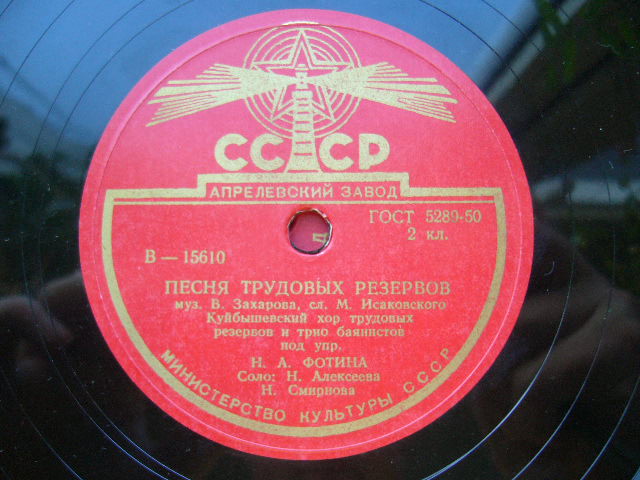 СССР
АПРЕЛЕВСКИЙ ЗАВОД
ГОСТ 5289-50
2 кл.
В — 15610
ПЕСНЯ ТРУДОВЫХ РЕЗЕРВОВ
муз. В. Захарова, сл. М. Исаковского
Куйбышевский хор трудовых
резервов и трио баянистов
под упр.
Н. А. ФОТИНА
Соло: Н. Алексеева
Н. Смирнова
МИНИСТЕРСТВО КУЛЬТУРЫ СССР